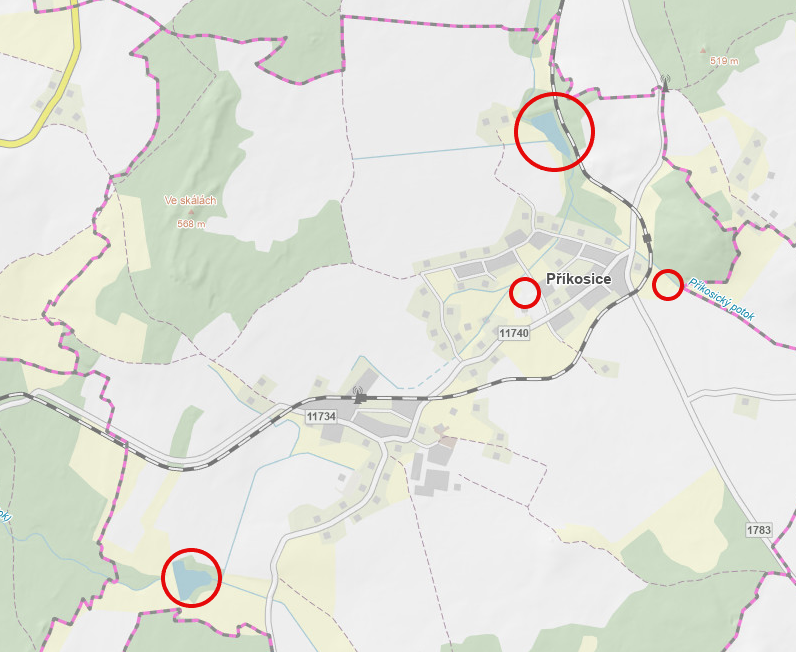 519 m
Ve skálách
568 m
Příkosice
Příkosický potok
11740
11734
1783